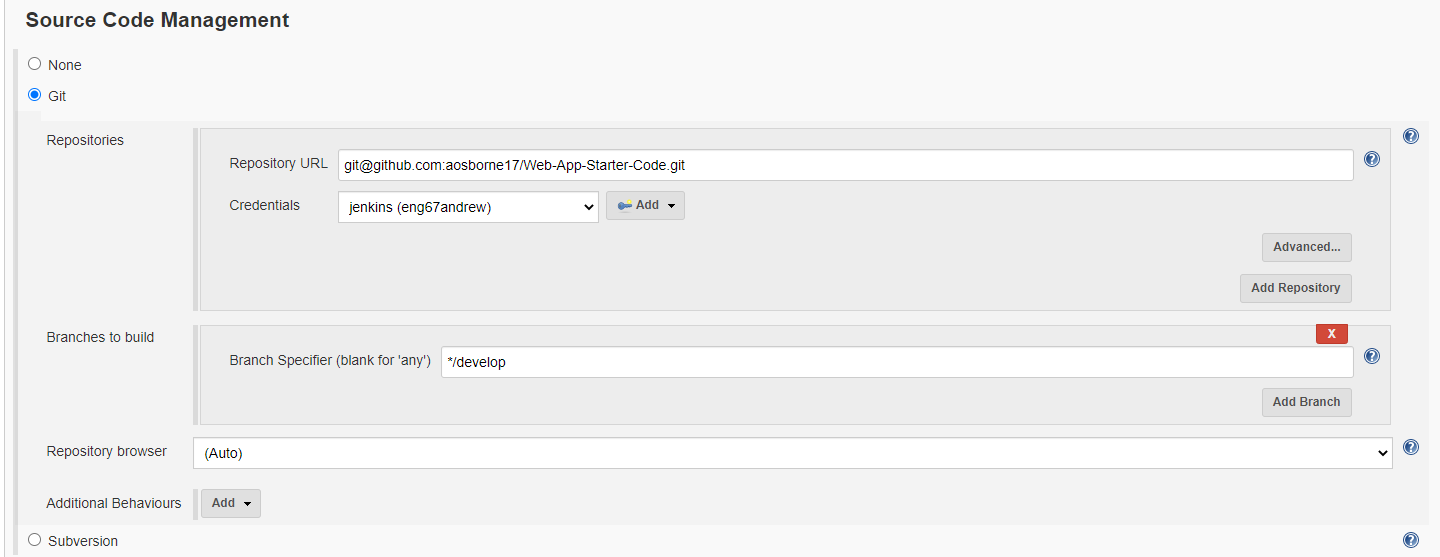 Source Code Management
None
Git
Repositories
Repository URL git@github.com:aosborne17/Web-App-Starter-Code.git
Credentials jenkins (eng67andrew) Add
Advanced...
Add Repository
Branches to build
X
Branch Specifier (blank for 'any') */develop
Add Branch
Repository browser (Auto)
Additional Behaviours Add
Subversion